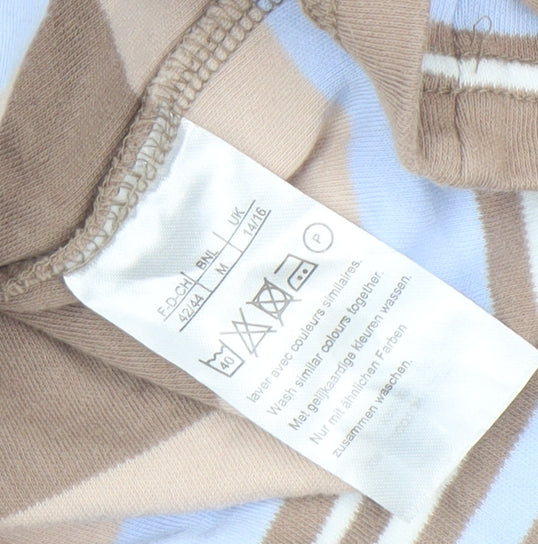 F-D-CH | BNL | UK
42/44 | M | 14/16
40 P
laver avec couleurs similaires.
Wash similar colours together.
Met gelijkaardige kleuren wassen.
Nur mit ähnlichen Farben
zusammen waschen.